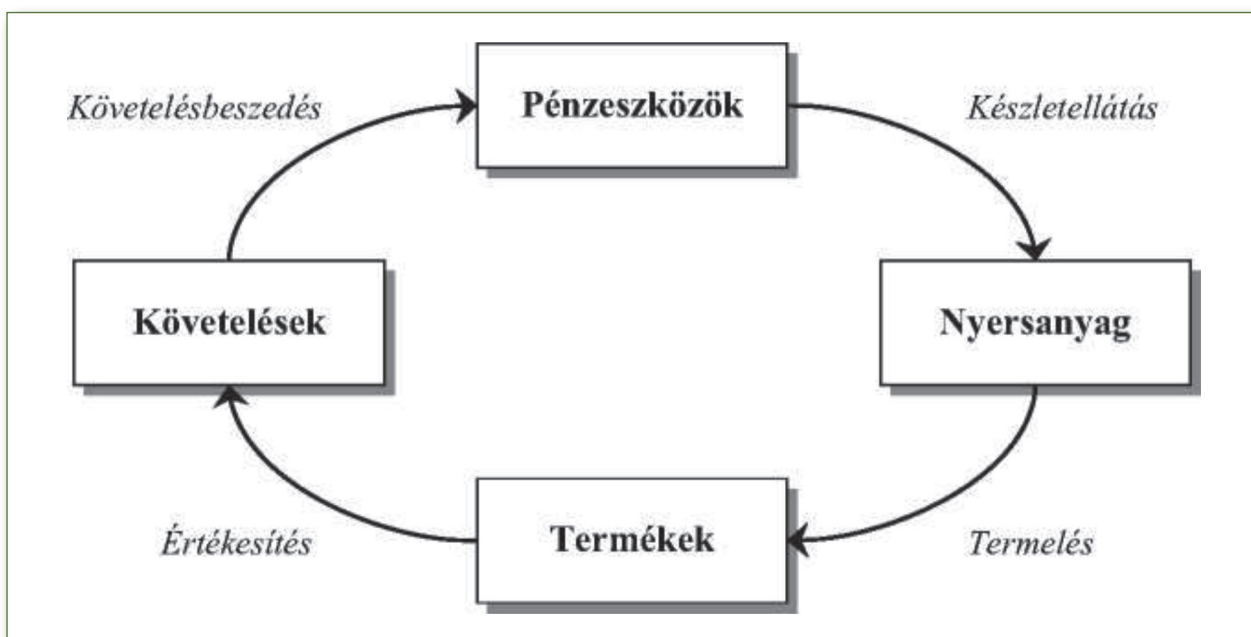 Követelésbeszedés
Pénzeszközök
Készletellátás
Követelések
Nyersanyag
Értékesítés
Termékek
Termelés